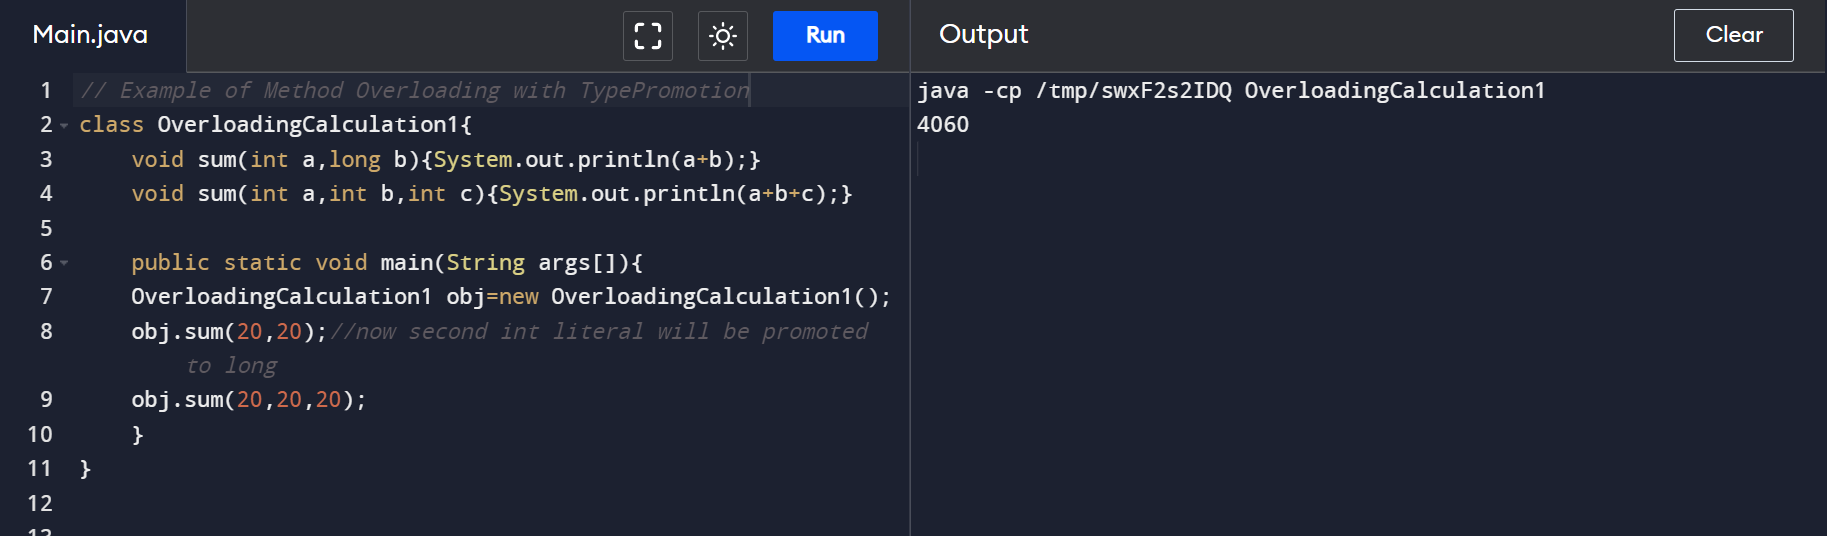 Main.java
Run
Output
Clear
1 // Example of Method Overloading with TypePromotion
2 class OverloadingCalculation1{
3 void sum(int a,long b){System.out.println(a+b);}
4 void sum(int a,int b,int c){System.out.println(a+b+c);}
5
6 public static void main(String args[]){
7 OverloadingCalculation1 obj=new OverloadingCalculation1();
8 obj.sum(20,20);//now second int literal will be promoted
to long
9 obj.sum(20,20,20);
10 }
11 }
12
13
java -cp /tmp/swxF2s2IDQ OverloadingCalculation1
4060